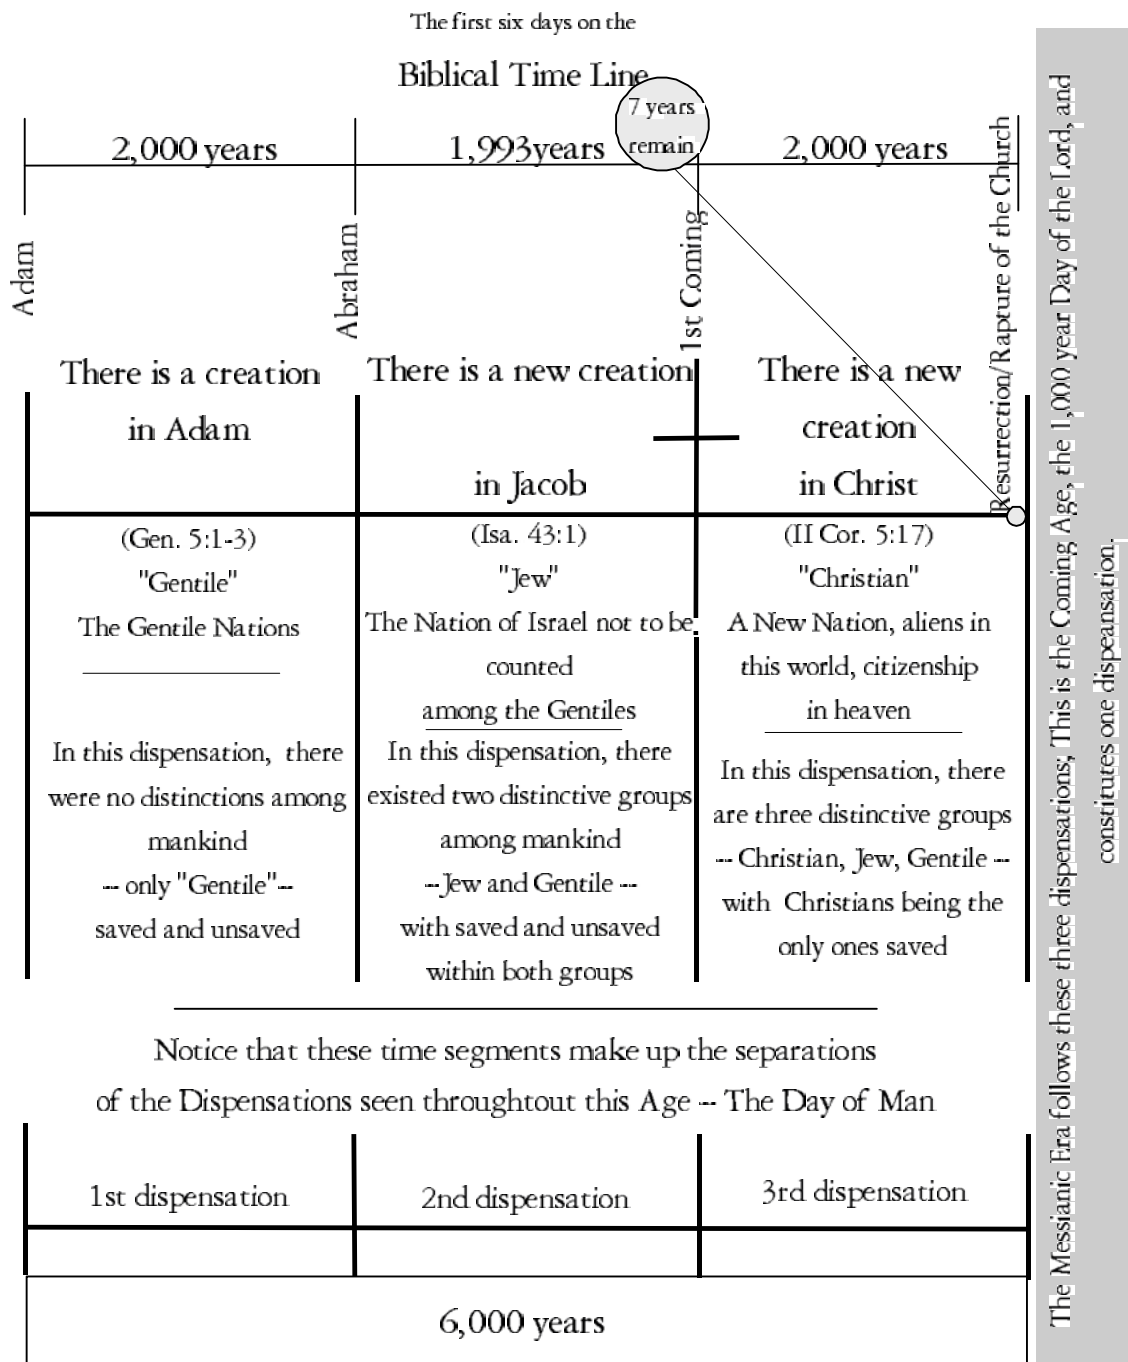 The first six days on the
Biblical Time Line
7 years
remain
2,000 years
1,993years
2,000 years
Adam
Abraham
1st Coming
Resurrection/Rapture of the Church
There is a creation
in Adam
There is a new creation
in Jacob
There is a new
creation
in Christ
(Gen. 5:1-3)
"Gentile"
The Gentile Nations
In this dispensation, there
were no distinctions among
mankind
-- only "Gentile"--
saved and unsaved
(Isa. 43:1)
"Jew"
The Nation of Israel not to be
counted
among the Gentiles
In this dispensation, there
existed two distinctive groups
among mankind
--Jew and Gentile --
with saved and unsaved
within both groups
(II Cor. 5:17)
"Christian"
A New Nation, aliens in
this world, citizenship
in heaven
In this dispensation, there
are three distinctive groups
-- Christian, Jew, Gentile --
with Christians being the
only ones saved
Notice that these time segments make up the separations
of the Dispensations seen throughtout this Age -- The Day of Man
1st dispensation
2nd dispensation
3rd dispensation
6,000 years
The Messianic Era follows these three dispensations; This is the Coming Age, the 1,000 year Day of the Lord, and
constitutes one dispeansation.